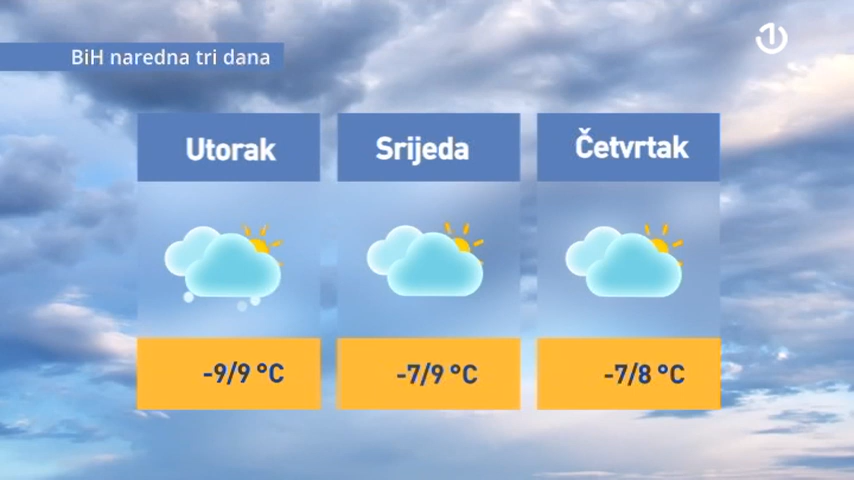 BiH naredna tri dana
Utorak
Srijeda
Četvrtak
-9/9 °C
-7/9 °C
-7/8 °C